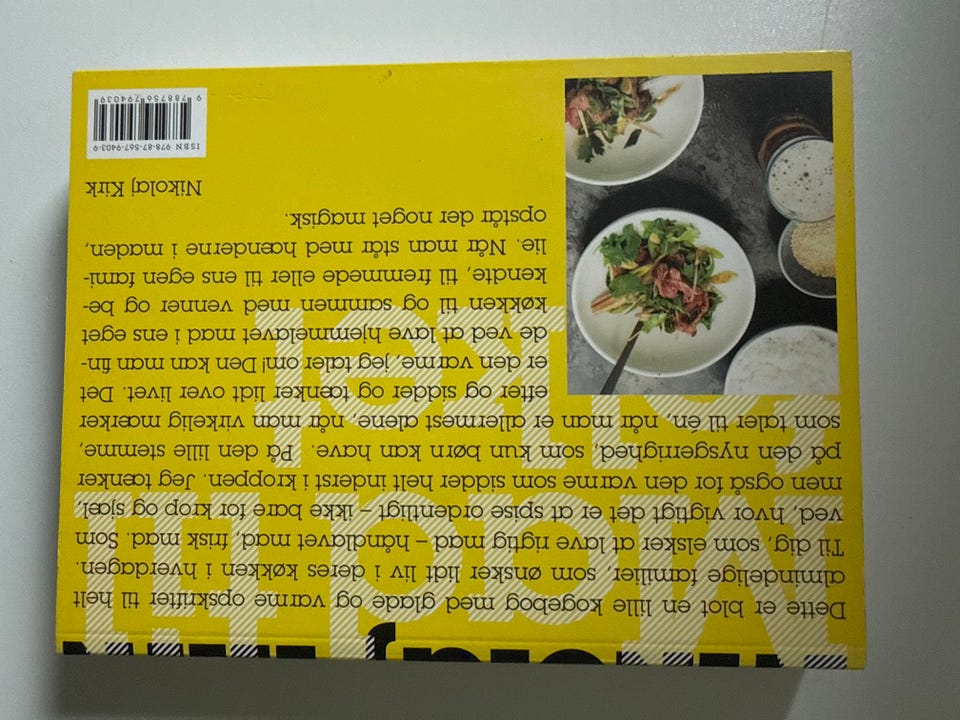 Mad til
Dette er blot en lille kogebog med glade og varme opskrifter til helt
almindelige familier, som ønsker lidt liv i deres køkken i hverdagen.
Til dig, som elsker at lave rigtig mad – håndlavet mad, frisk mad. Som
ved, hvor vigtigt det er at spise ordentligt – ikke bare for krop og sjæl,
men også for den varme som sidder helt inderst i kroppen. Jeg tænker
på den nysgerrighed, som kun børn kan have. På den lille stemme,
som taler til én, når man er allermest alene, når man virkelig mærker
efter og sidder og tænker lidt over livet. Det
er den varme, jeg taler om! Den kan man fin-
de ved at lave hjemmelavet mad i ens eget
køkken til og sammen med venner og be-
kendte, til fremmede eller til ens egen fami-
lie. Når man står med hænderne i maden,
opstår der noget magisk.
Nikolaj Kirk
ISBN 978-87-567-9403-9
9 788756 794039